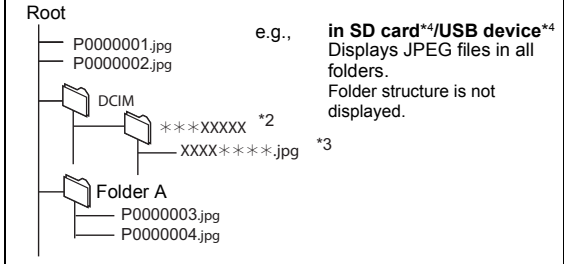 Root
P0000001.jpg
P0000002.jpg
DCIM
∗∗∗XXXXX *2
XXXX∗∗∗∗.jpg *3
Folder A
P0000003.jpg
P0000004.jpg
e.g., in SD card*4/USB device*4
Displays JPEG files in all
folders.
Folder structure is not
displayed.